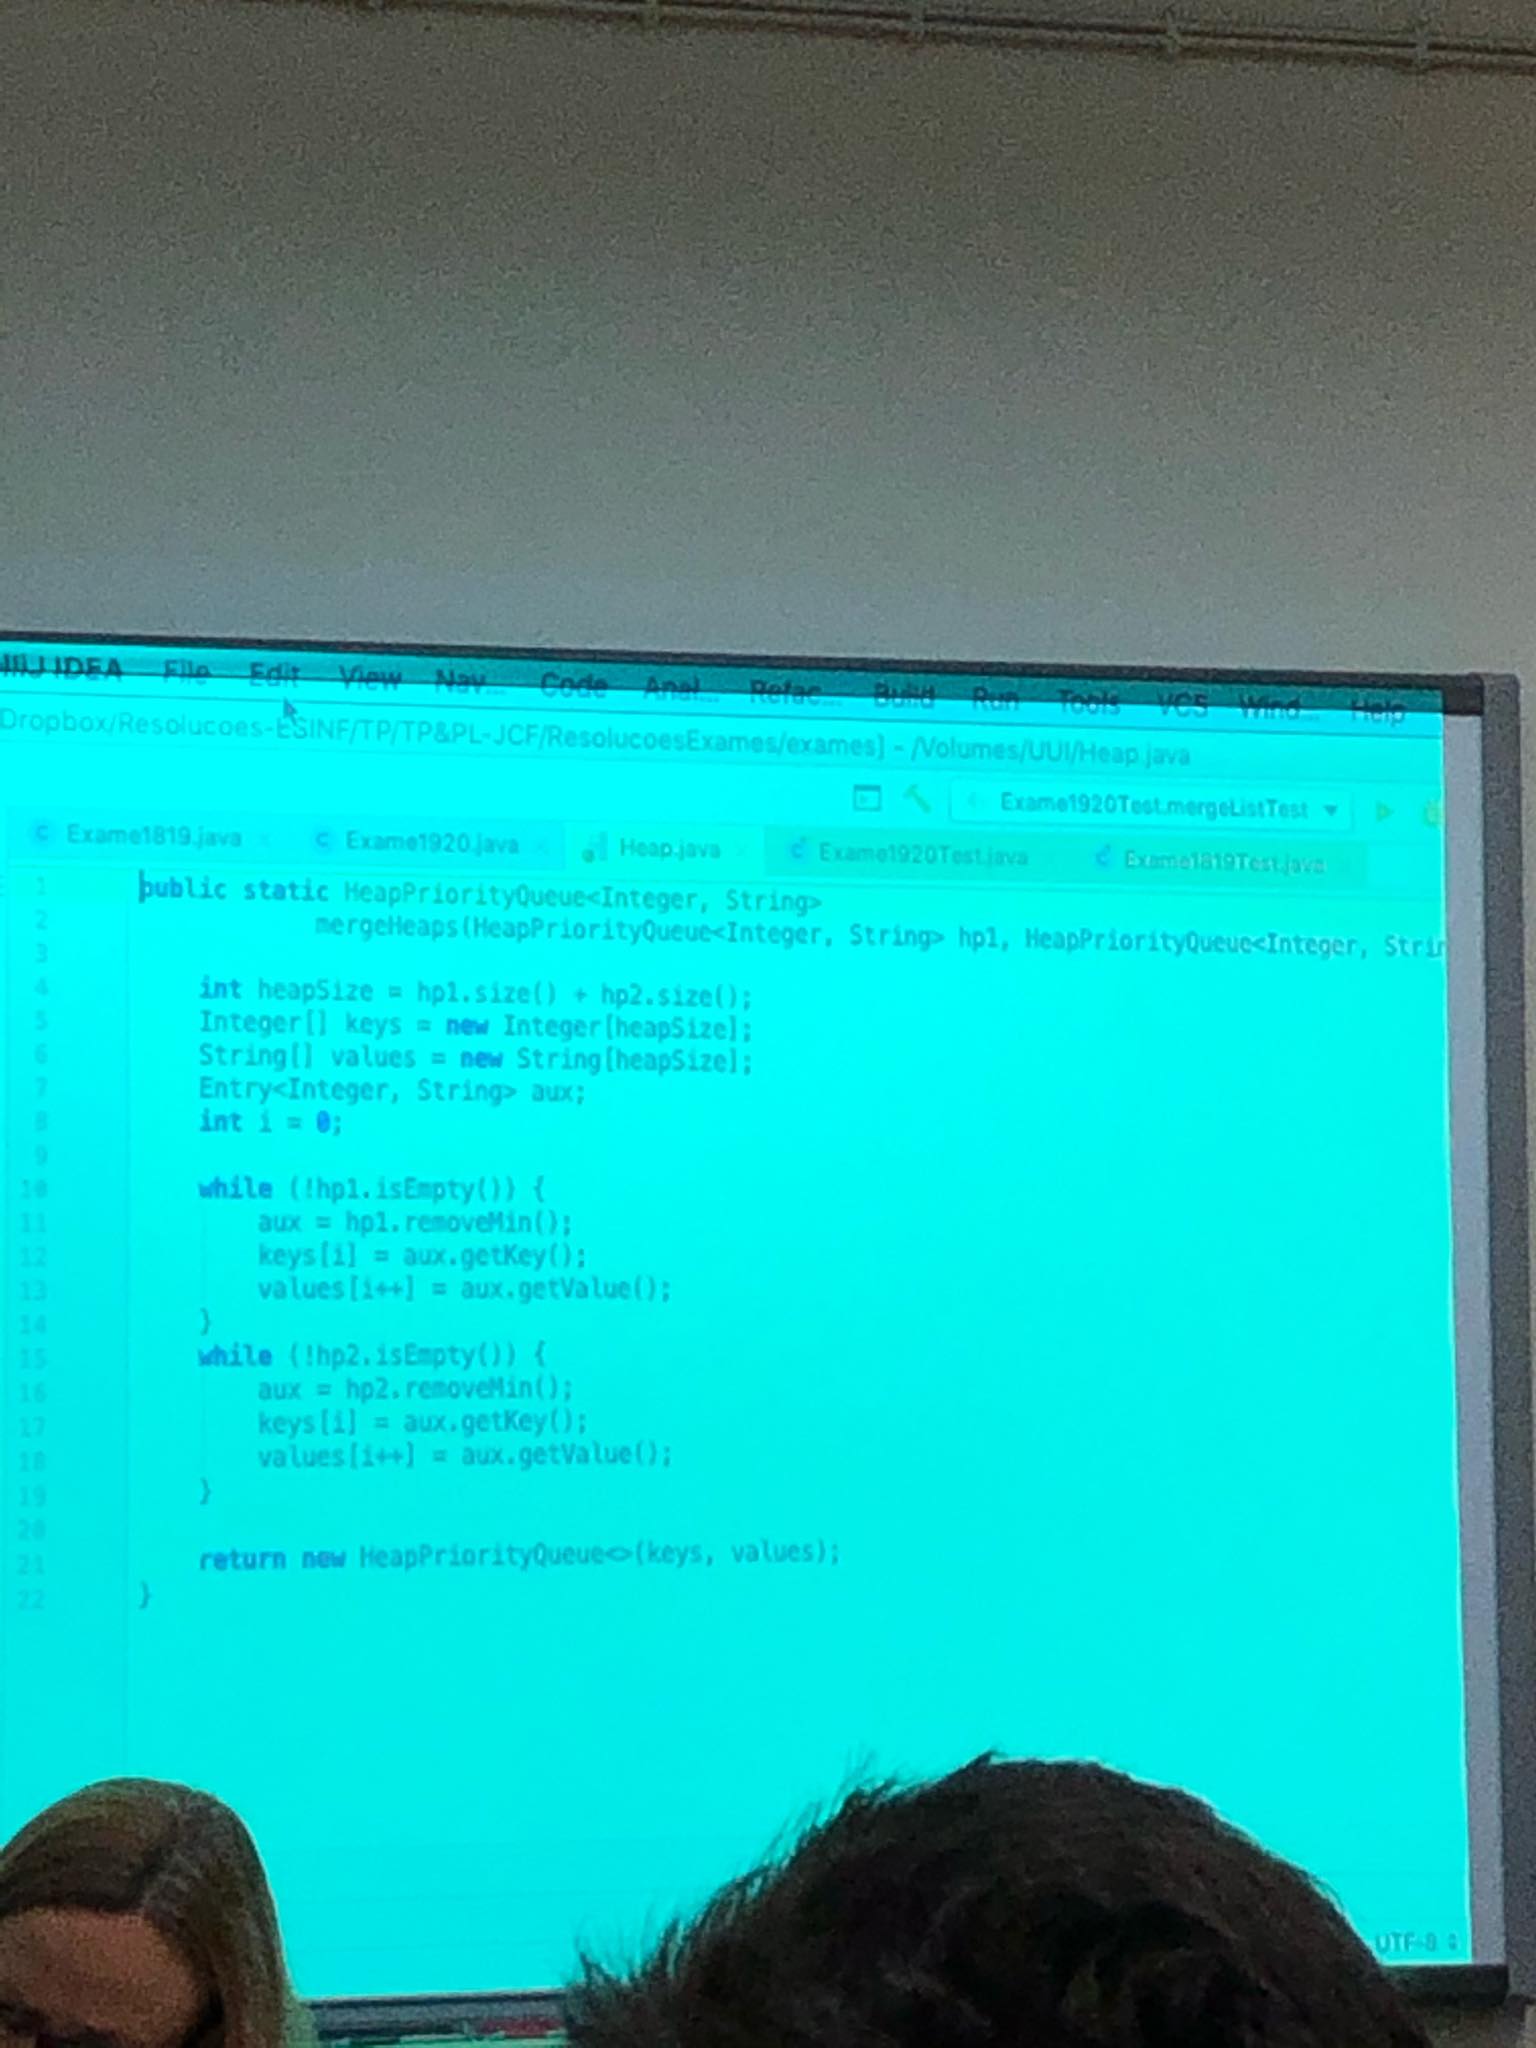 IDEA File Edit View Nav... Code Anal... Refac... Build Run Tools VCS Wind... Help
Dropbox/Resolucoes-ESINF/TP/TP&PL-JCF/ResolucoesExames/exames] - /Volumes/UUI/Heap.java
Exame1920Test.mergeListTest
Exame1819.java Exame1920.java Heap.java Exame1920Test.java Exame1819Test.java
1 public static HeapPriorityQueue<Integer, String>
2 mergeHeaps(HeapPriorityQueue<Integer, String> hp1, HeapPriorityQueue<Integer, Strin
3
4 int heapSize = hp1.size() + hp2.size();
5 Integer[] keys = new Integer[heapSize];
6 String[] values = new String[heapSize];
7 Entry<Integer, String> aux;
8 int i = 0;
9
10 while (!hp1.isEmpty()) {
11 aux = hp1.removeMin();
12 keys[i] = aux.getKey();
13 values[i++] = aux.getValue();
14 }
15 while (!hp2.isEmpty()) {
16 aux = hp2.removeMin();
17 keys[i] = aux.getKey();
18 values[i++] = aux.getValue();
19 }
20
21 return new HeapPriorityQueue<>(keys, values);
22 }
UTF-8